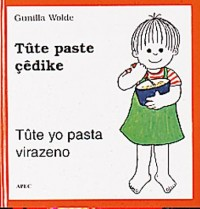 Gunilla Wolde
Tûte paste
çêdike
Tûte yo pasta
virazeno
APEC